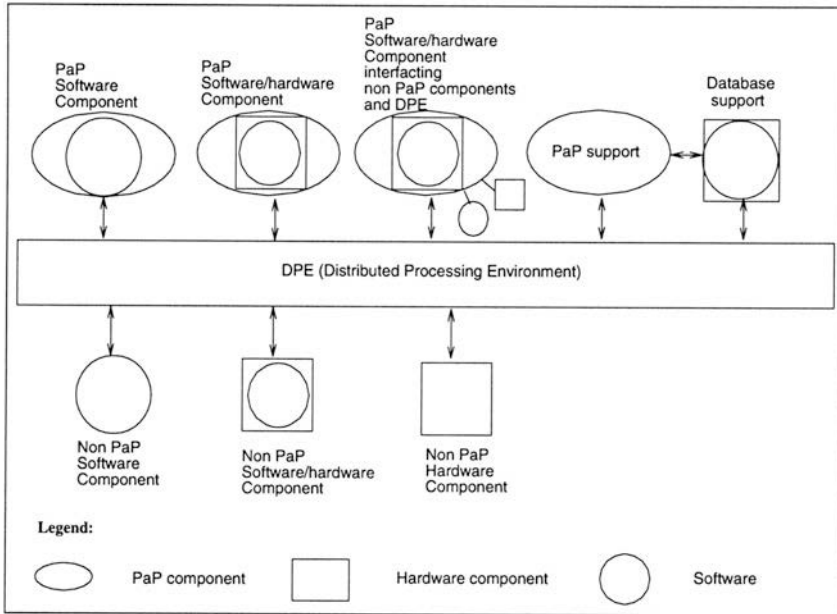 PaP
Software
Component
PaP
Software/hardware
Component
PaP
Software/hardware
Component
interfacting
non PaP components
and DPE
PaP support
Database
support
DPE (Distributed Processing Environment)
Non PaP
Software
Component
Non PaP
Software/hardware
Component
Non PaP
Hardware
Component
Legend:
PaP component
Hardware component
Software